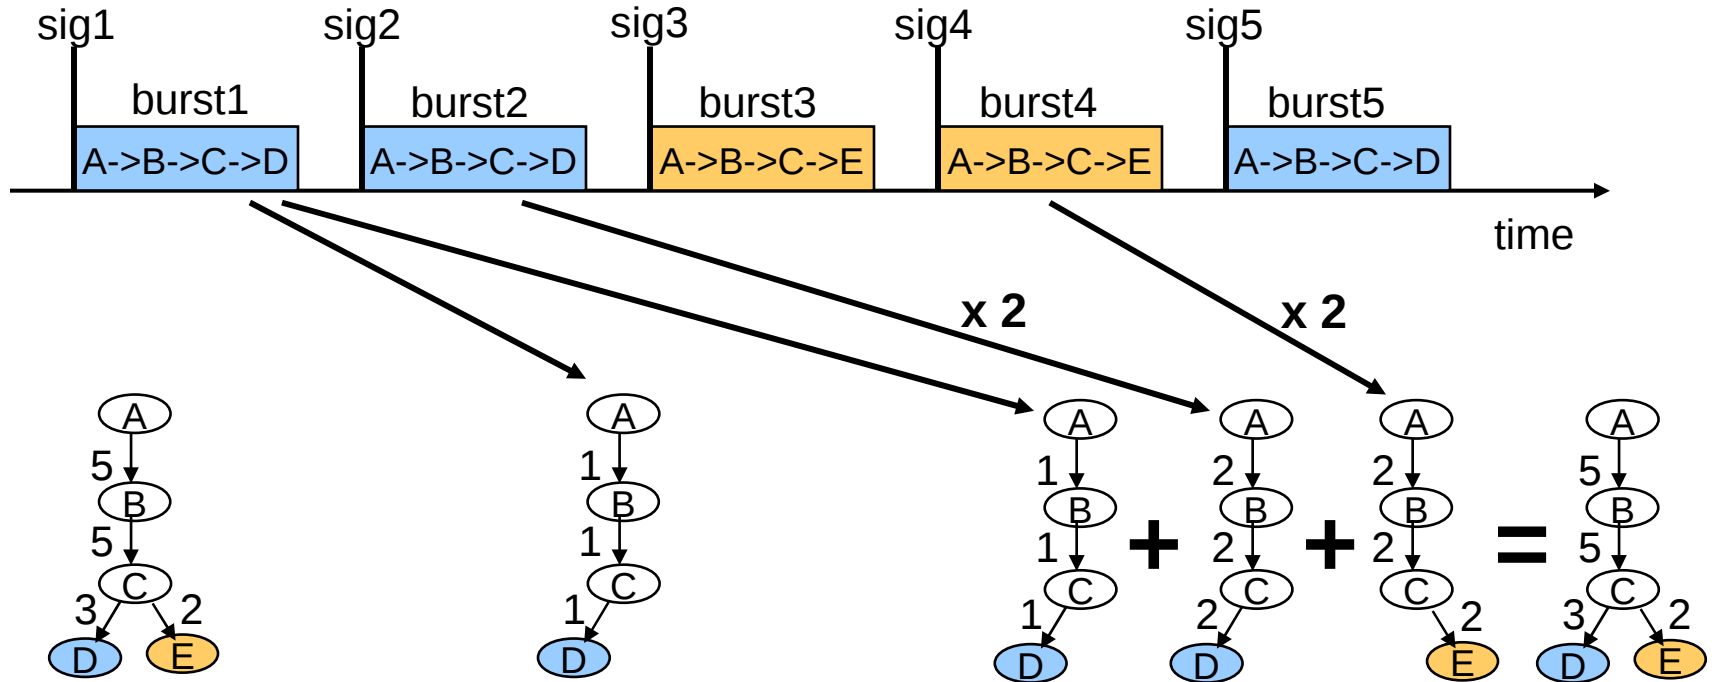 sig1 sig2 sig3 sig4 sig5
burst1 burst2 burst3 burst4 burst5
A->B->C->D A->B->C->D A->B->C->E A->B->C->E A->B->C->D
time
x 2 x 2
A A A A A A
5 1 1 2 2 5
B B B B B B
5 1 1 + 2 + 2 = 5
C C C C C C
3 2 1 1 2 2 3 2
D E D D D E D E